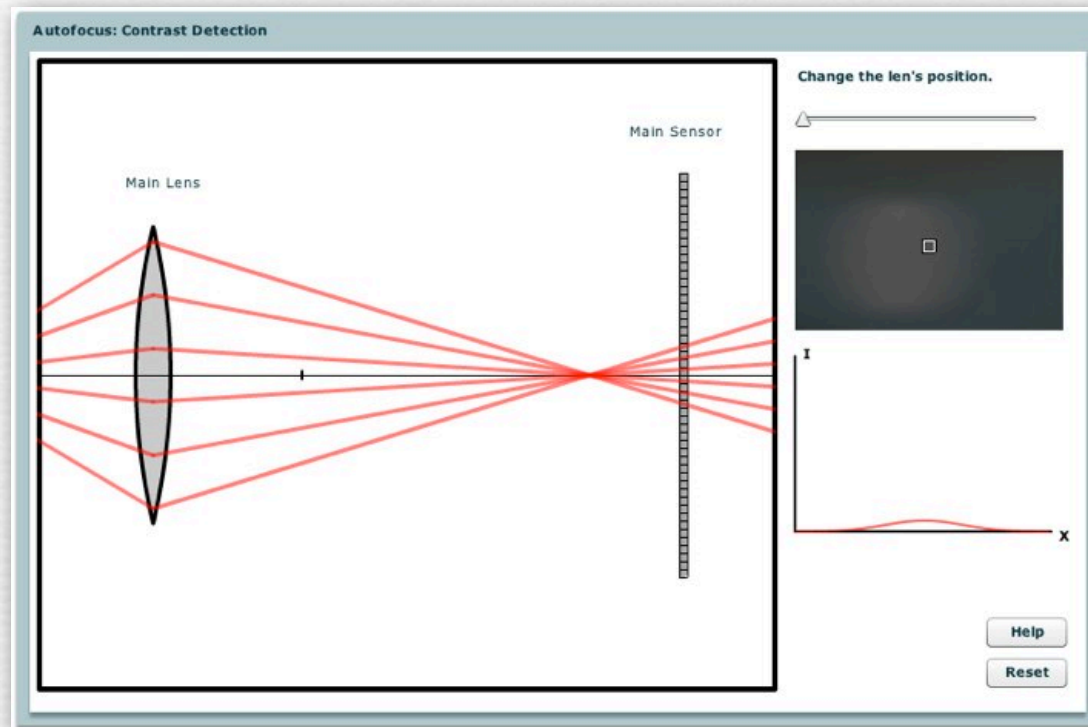 Autofocus: Contrast Detection
Change the len's position.
Main Sensor
Main Lens
I
X
Help
Reset